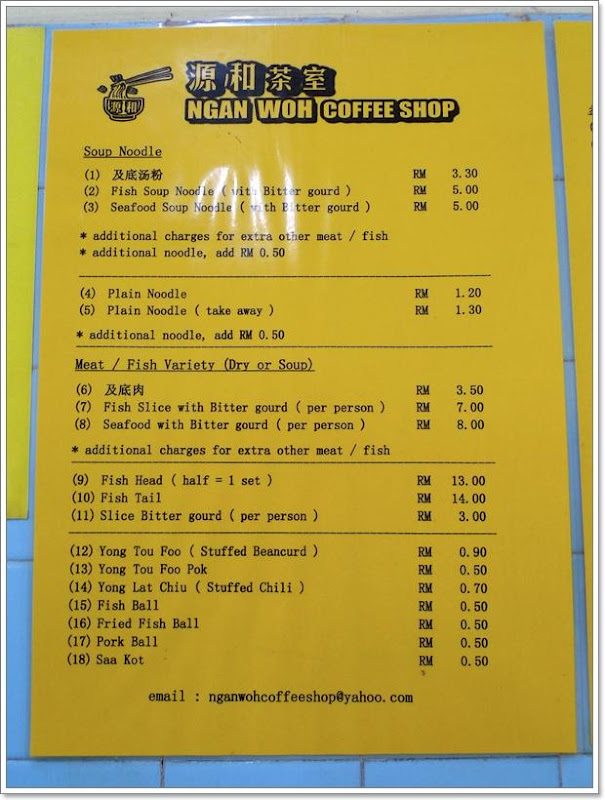 源和茶室
源和
NGAN WOH COFFEE SHOP
Soup Noodle
(1) 及底汤粉 RM 3.30
(2) Fish Soup Noodle ( with Bitter gourd ) RM 5.00
(3) Seafood Soup Noodle ( with Bitter gourd ) RM 5.00
* additional charges for extra other meat / fish
* additional noodle, add RM 0.50
(4) Plain Noodle RM 1.20
(5) Plain Noodle ( take away ) RM 1.30
* additional noodle, add RM 0.50
Meat / Fish Variety (Dry or Soup)
(6) 及底肉 RM 3.50
(7) Fish Slice with Bitter gourd ( per person ) RM 7.00
(8) Seafood with Bitter gourd ( per person ) RM 8.00
* additional charges for extra other meat / fish
(9) Fish Head ( half = 1 set ) RM 13.00
(10) Fish Tail RM 14.00
(11) Slice Bitter gourd ( per person ) RM 3.00
(12) Yong Tou Foo ( Stuffed Beancurd ) RM 0.90
(13) Yong Tou Foo Pok RM 0.50
(14) Yong Lat Chiu ( Stuffed Chili ) RM 0.70
(15) Fish Ball RM 0.50
(16) Fried Fish Ball RM 0.50
(17) Pork Ball RM 0.50
(18) Saa Kot RM 0.50
email : nganwohcoffeeshop@yahoo.com